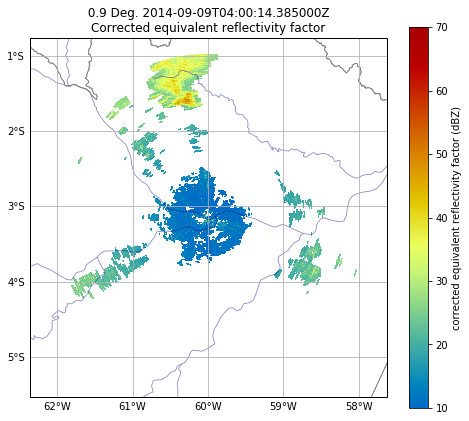 0.9 Deg. 2014-09-09T04:00:14.385000Z
Corrected equivalent reflectivity factor
1°S
2°S
3°S
4°S
5°S
62°W
61°W
60°W
59°W
58°W
70
60
50
40
30
20
10
corrected equivalent reflectivity factor (dBZ)